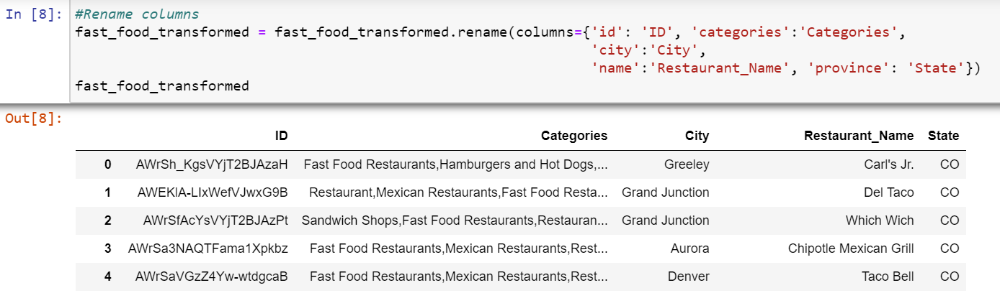 In [8]: #Rename columns
fast_food_transformed = fast_food_transformed.rename(columns={'id': 'ID', 'categories':'Categories',
'city':'City',
'name':'Restaurant_Name', 'province': 'State'})
fast_food_transformed
Out[8]:
ID Categories City Restaurant_Name State
0 AWrSh_KgsVYjT2BJAzaH Fast Food Restaurants,Hamburgers and Hot Dogs,... Greeley Carl's Jr. CO
1 AWEKlA-LIxWefVJwxG9B Restaurant,Mexican Restaurants,Fast Food Resta... Grand Junction Del Taco CO
2 AWrSfAcYsVYjT2BJAzPt Sandwich Shops,Fast Food Restaurants,Restauran... Grand Junction Which Wich CO
3 AWrSa3NAQTFama1Xpkbz Fast Food Restaurants,Mexican Restaurants,Rest... Aurora Chipotle Mexican Grill CO
4 AWrSaVGzZ4Yw-wtdgcaB Fast Food Restaurants,Mexican Restaurants,Rest... Denver Taco Bell CO